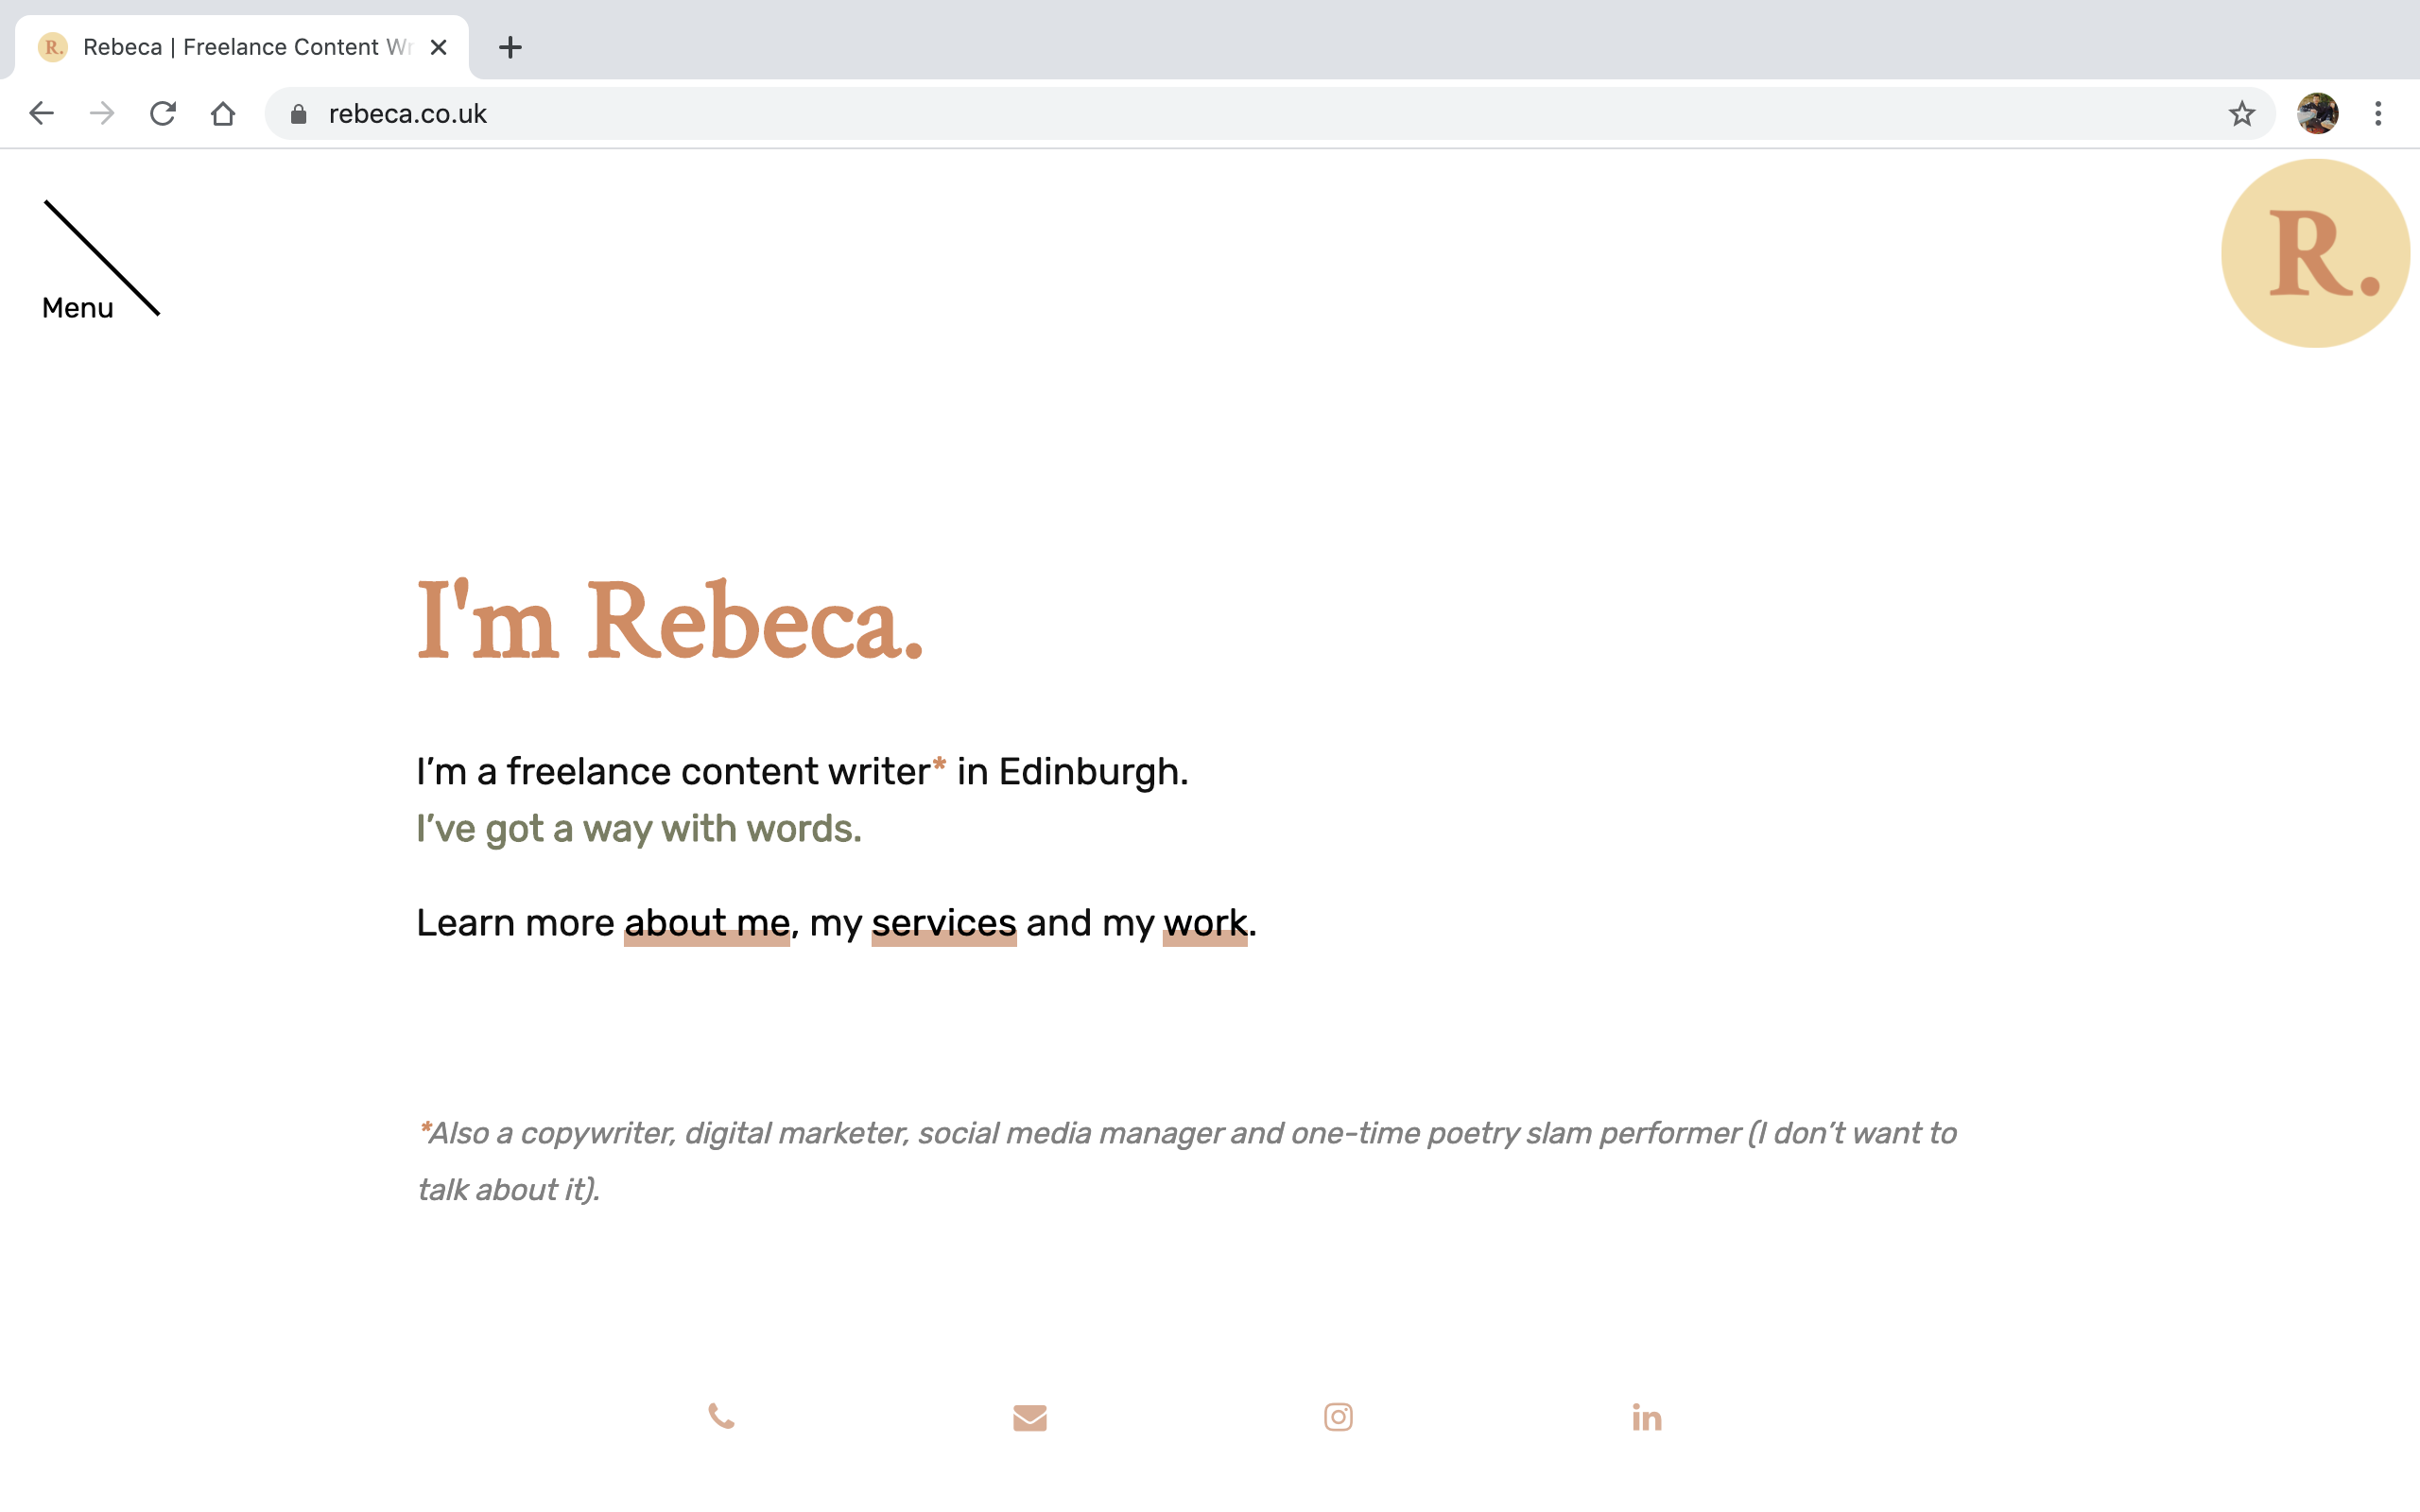 Rebeca | Freelance Content Wr
rebeca.co.uk
Menu
R.
I'm Rebeca.
I’m a freelance content writer* in Edinburgh.
I’ve got a way with words.
Learn more about me, my services and my work.
*Also a copywriter, digital marketer, social media manager and one-time poetry slam performer (I don’t want to
talk about it).